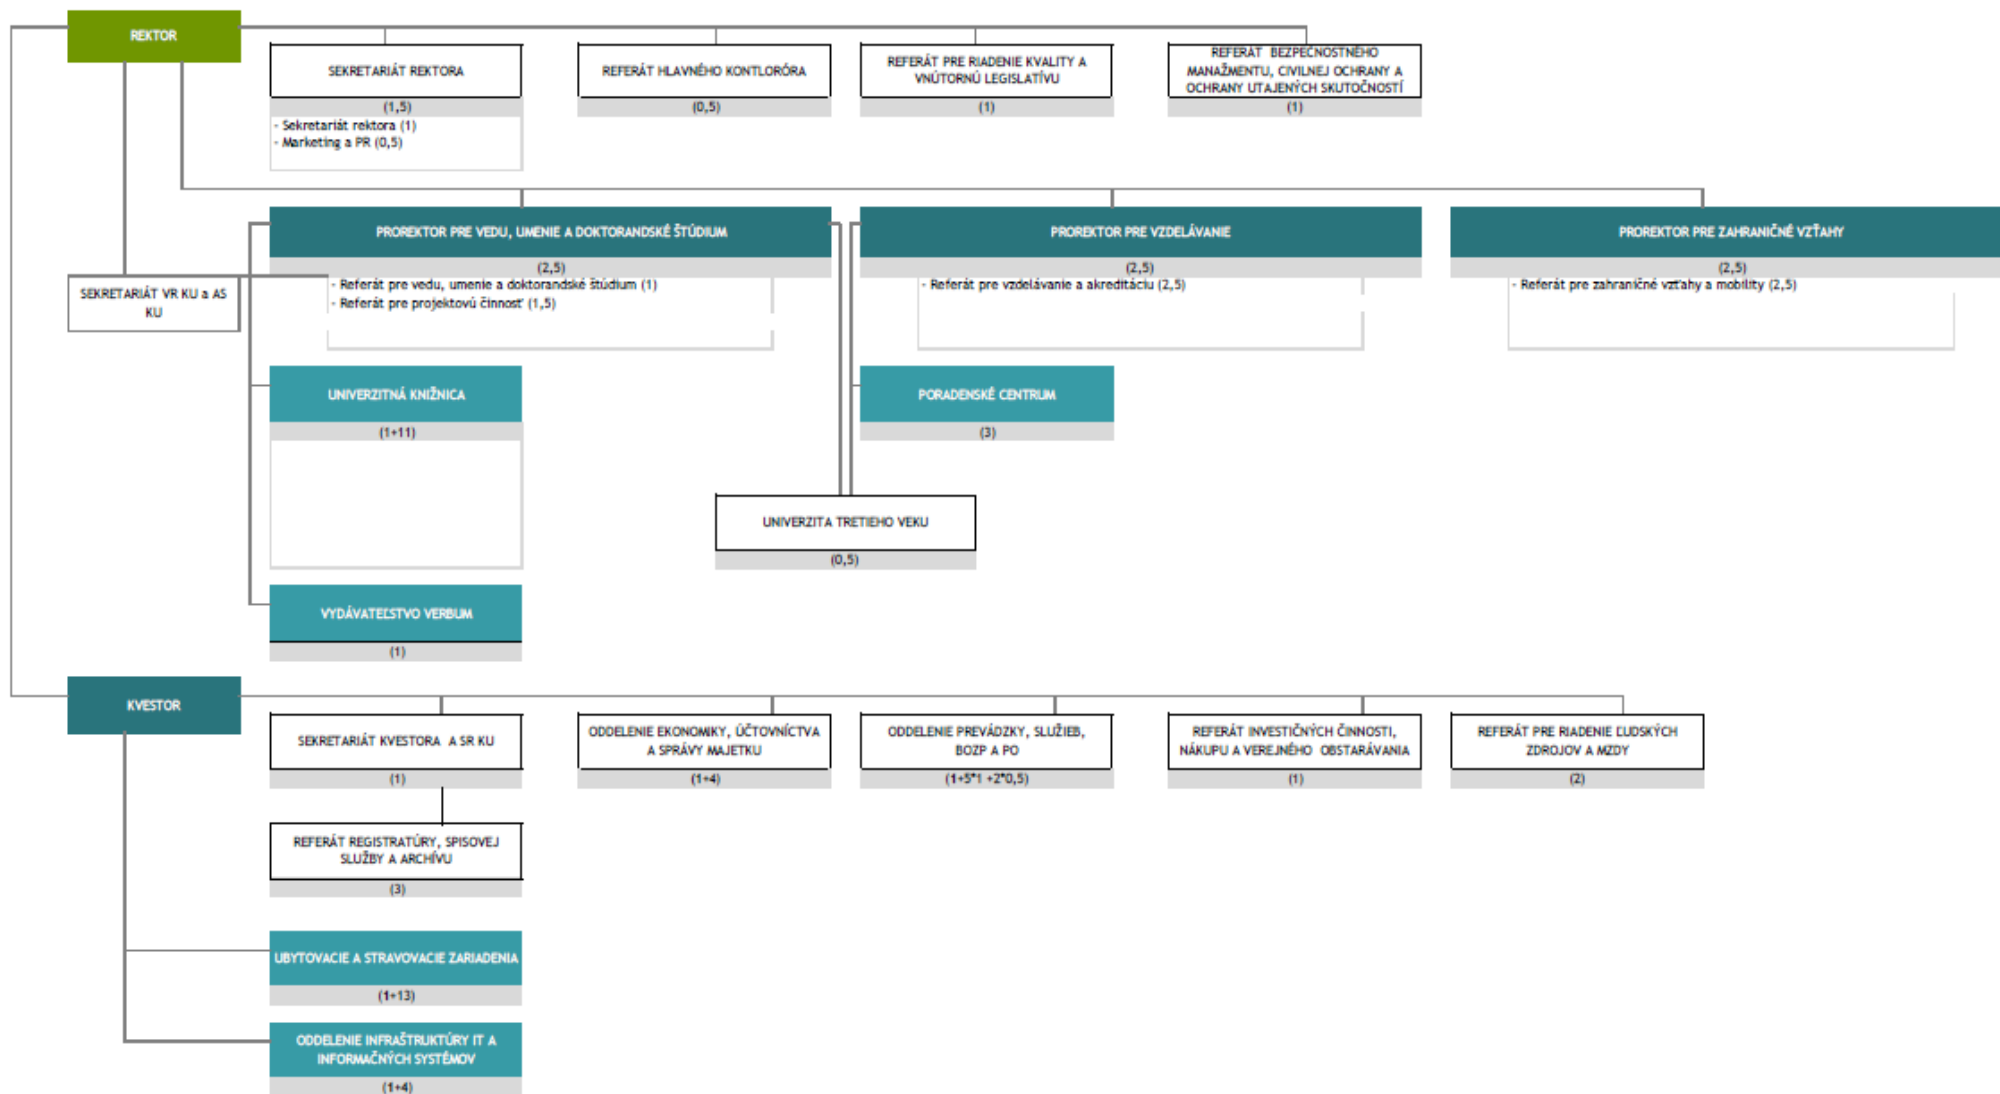 REKTOR
SEKRETARIÁT REKTORA
(1,5)
- Sekretariát rektora (1)
- Marketing a PR (0,5)
REFERÁT HLAVNÉHO KONTLORÓRA
(0,5)
REFERÁT PRE RIADENIE KVALITY A
VNÚTORNÚ LEGISLATÍVU
(1)
REFERÁT BEZPEČNOSTNÉHO
MANAŽMENTU, CIVILNEJ OCHRANY A
OCHRANY UTAJENÝCH SKUTOČNOSTÍ
(1)
PROREKTOR PRE VEDU, UMENIE A DOKTORANDSKÉ ŠTÚDIUM
(2,5)
- Referát pre vedu, umenie a doktorandské štúdium (1)
- Referát pre projektovú činnosť (1,5)
PROREKTOR PRE VZDELÁVANIE
(2,5)
- Referát pre vzdelávanie a akreditáciu (2,5)
PROREKTOR PRE ZAHRANIČNÉ VZŤAHY
(2,5)
- Referát pre zahraničné vzťahy a mobility (2,5)
SEKRETARIÁT VR KU a AS
KU
UNIVERZITNÁ KNIŽNICA
(1+11)
PORADENSKÉ CENTRUM
(3)
UNIVERZITA TRETIEHO VEKU
(0,5)
VYDÁVATEĽSTVO VERBUM
(1)
KVESTOR
SEKRETARIÁT KVESTORA A SR KU
(1)
ODDELENIE EKONOMIKY, ÚČTOVNÍCTVA
A SPRÁVY MAJETKU
(1+4)
ODDELENIE PREVÁDZKY, SLUŽIEB,
BOZP A PO
(1+5*1 +2*0,5)
REFERÁT INVESTIČNÝCH ČINNOSTI,
NÁKUPU A VEREJNÉHO OBSTARÁVANIA
(1)
REFERÁT PRE RIADENIE ĽUDSKÝCH
ZDROJOV A MZDY
(2)
REFERÁT REGISTRATÚRY, SPISOVEJ
SLUŽBY A ARCHÍVU
(3)
UBYTOVACIE A STRAVOVACIE ZARIADENIA
(1+13)
ODDELENIE INFRAŠTRUKTÚRY IT A
INFORMAČNÝCH SYSTÉMOV
(1+4)